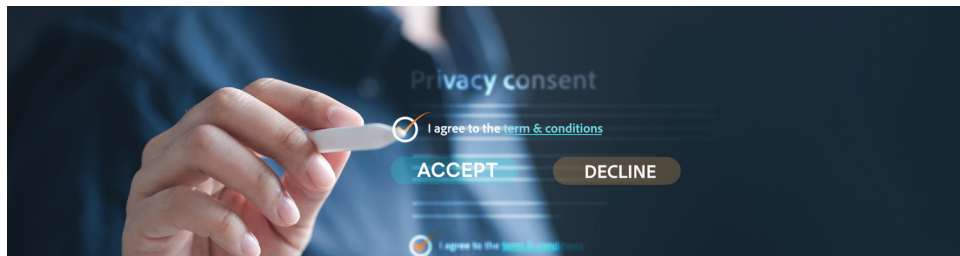 Privacy consent
I agree to the term & conditions
ACCEPT DECLINE
I agree to the term & conditions